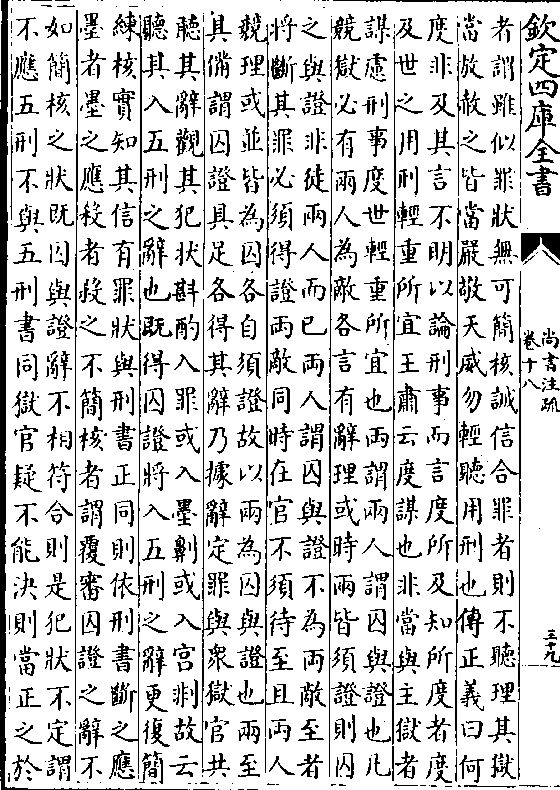 者謂雖似罪狀無可簡核誠信合罪者則不聽理其獄
當放赦之皆當嚴敬天威勿輕聽用刑也傳正義曰何
度非及其言不明以論刑事而言度所及知所度者度
及世之用刑輕重所宜王肅云度謀也非當與主獄者
謀慮刑事度世輕重所宜也兩謂兩人謂囚與證也凡
競獄必有兩人為敵各言有辭理或時兩皆須證則囚
之與證非徒兩人而已兩人謂囚與證不為兩敵至者
將斷其罪必須得證兩敵同時在官不須待至且兩人
競理或並皆為囚各自須證故以兩為囚與證也兩至
具備謂囚證具足各得其辭乃據辭定罪與衆獄官共
聽其辭觀其犯狀斟酌入罪或入墨劓或入宮剕故云
聽其入五刑之辭也既得囚證將入五刑之辭更復簡
練核實知其信有罪狀與刑書正同則依刑書斷之應
墨者墨之應殺者殺之不簡核者謂覆審囚證之辭不
如簡核之狀既囚與證辭不相符合則是犯狀不定謂
不應五刑不與五刑書同獄官疑不能決則當正之於
欽定四庫全書
尚書注疏
卷十八
三十九